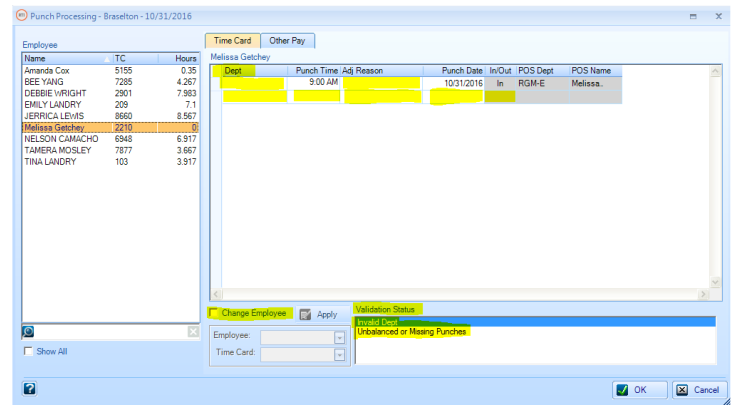 Punch Processing - Braselton - 10/31/2016
Employee
Name TC Hours
Amanda Cox 5155 0.35
BEE YANG 7285 4.267
DEBBIE WRIGHT 2901 7.983
EMILY LANDRY 209 7.1
JERRICA LEWIS 8660 8.567
Melissa Getchey 2210 0
NELSON CAMACHO 6948 6.917
TAMERA MOSLEY 7877 3.667
TINA LANDRY 103 3.917
Show All
Time Card Other Pay
Melissa Getchey
Dept Punch Time Adj Reason Punch Date In/Out POS Dept POS Name
9:00 AM 10/31/2016 In RGM-E Melissa..
Change Employee Apply
Employee:
Time Card:
Validation Status
Invalid Dept
Unbalanced or Missing Punches
OK Cancel